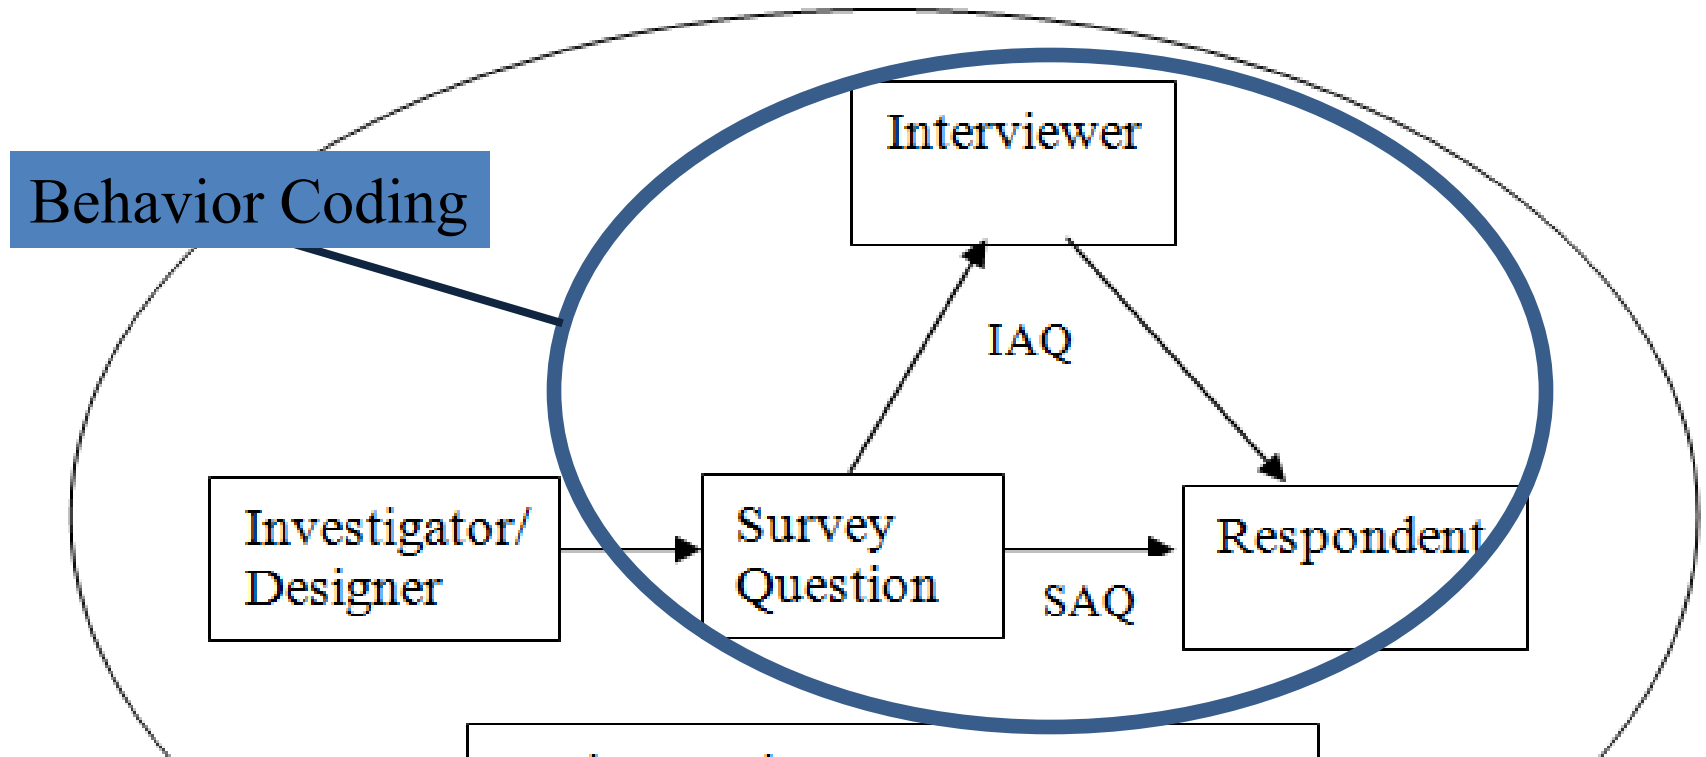 Interviewer
Behavior Coding
IAQ
Investigator/
Designer
Survey
Question
Respondent
SAQ